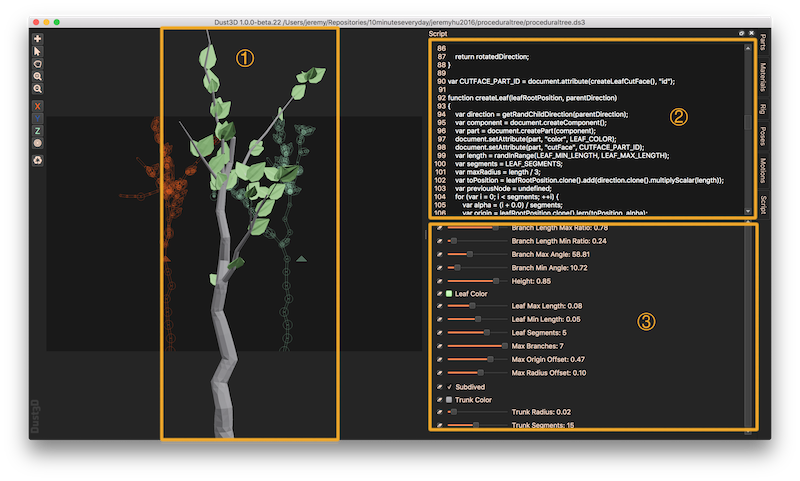 Dust3D 1.0.0-beta.22 /Users/jeremy/Repositories/10minuteseveryday/jeremyhu2016/proceduraltree/proceduraltree.ds3
Script
①
X
Y
Z
Dust3D
86
87 return rotatedDirection;
88 }
89
90 var CUTFACE_PART_ID = document.attribute(createLeafCutFace(), "id");
91
92 function createLeaf(leafRootPosition, parentDirection)
93 {
94 var direction = getRandChildDirection(parentDirection);
95 var component = document.createComponent();
96 var part = document.createPart(component);
97 document.setAttribute(part, "color", LEAF_COLOR);
98 document.setAttribute(part, "cutFace", CUTFACE_PART_ID);
99 var length = randInRange(LEAF_MIN_LENGTH, LEAF_MAX_LENGTH);
100 var segments = LEAF_SEGMENTS;
101 var maxRadius = length / 3;
102 var toPosition = leafRootPosition.clone().add(direction.clone().multiplyScalar(length));
103 var previousNode = undefined;
104 for (var i = 0; i < segments; ++i) {
105 var alpha = (i + 0.0) / segments;
106 var origin = leafRootPosition.clone().lerp(toPosition, alpha);
②
Parts
Materials
Rig
Poses
Motions
Script
Branch Length Max Ratio: 0.78
Branch Length Min Ratio: 0.24
Branch Max Angle: 58.81
Branch Min Angle: 10.72
Height: 0.85
Leaf Color
Leaf Max Length: 0.08
Leaf Min Length: 0.05
Leaf Segments: 5
Max Branches: 7
Max Origin Offset: 0.47
Max Radius Offset: 0.10
Subdived
Trunk Color
Trunk Radius: 0.02
Trunk Segments: 15
③